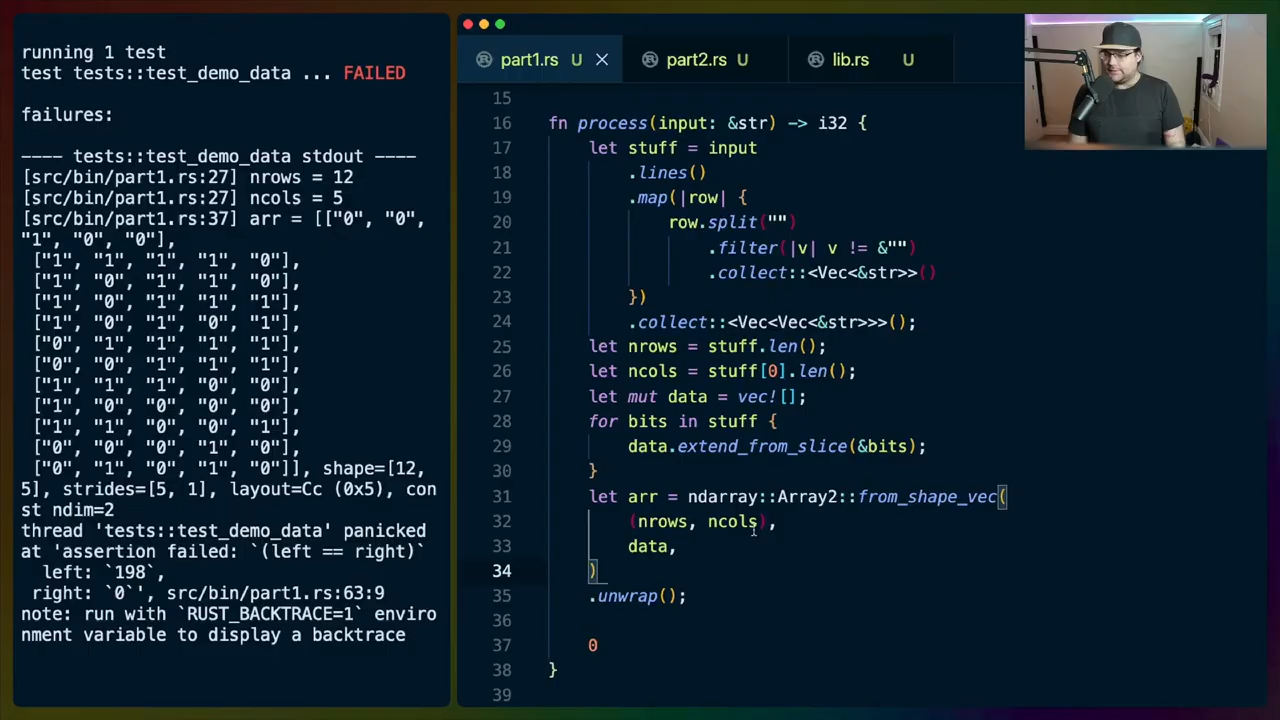 running 1 test
test tests::test_demo_data ... FAILED
failures:
---- tests::test_demo_data stdout ----
[src/bin/part1.rs:27] nrows = 12
[src/bin/part1.rs:27] ncols = 5
[src/bin/part1.rs:37] arr = [["0", "0",
"1", "0", "0"],
["1", "1", "1", "1", "0"],
["1", "0", "1", "1", "0"],
["1", "0", "1", "1", "1"],
["1", "0", "1", "0", "1"],
["0", "1", "1", "1", "1"],
["0", "0", "1", "1", "1"],
["1", "1", "1", "0", "0"],
["1", "0", "0", "0", "0"],
["1", "1", "0", "0", "1"],
["0", "0", "0", "1", "0"],
["0", "1", "0", "1", "0"]], shape=[12,
5], strides=[5, 1], layout=Cc (0x5), con
st ndim=2
thread 'tests::test_demo_data' panicked
at 'assertion failed: `(left == right)`
left: `198`,
right: `0`', src/bin/part1.rs:63:9
note: run with `RUST_BACKTRACE=1` enviro
nment variable to display a backtrace
part1.rs U
part2.rs U
lib.rs U
15
16 fn process(input: &str) -> i32 {
17 let stuff = input
18 .lines()
19 .map(|row| {
20 row.split("")
21 .filter(|v| v != &"")
22 .collect::<Vec<&str>>()
23 })
24 .collect::<Vec<Vec<&str>>>();
25 let nrows = stuff.len();
26 let ncols = stuff[0].len();
27 let mut data = vec![];
28 for bits in stuff {
29 data.extend_from_slice(&bits);
30 }
31 let arr = ndarray::Array2::from_shape_vec(
32 (nrows, ncols),
33 data,
34 )
35 .unwrap();
36
37 0
38 }
39